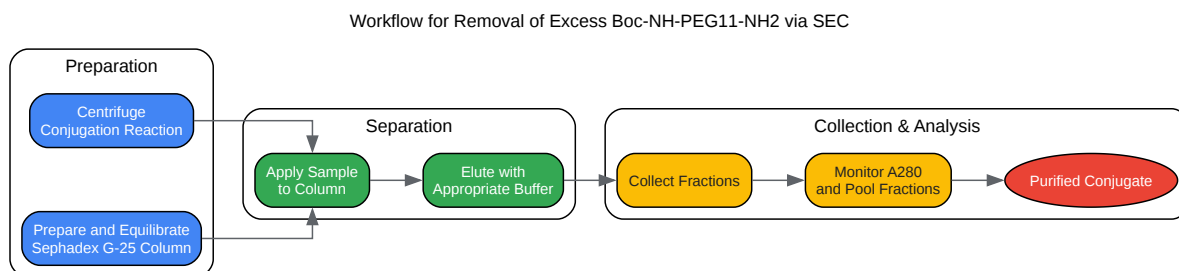 Workflow for Removal of Excess Boc-NH-PEG11-NH2 via SEC
Preparation
Centrifuge
Conjugation Reaction
Prepare and Equilibrate
Sephadex G-25 Column
Separation
Apply Sample
to Column
Elute with
Appropriate Buffer
Collection & Analysis
Collect Fractions
Monitor A280
and Pool Fractions
Purified Conjugate